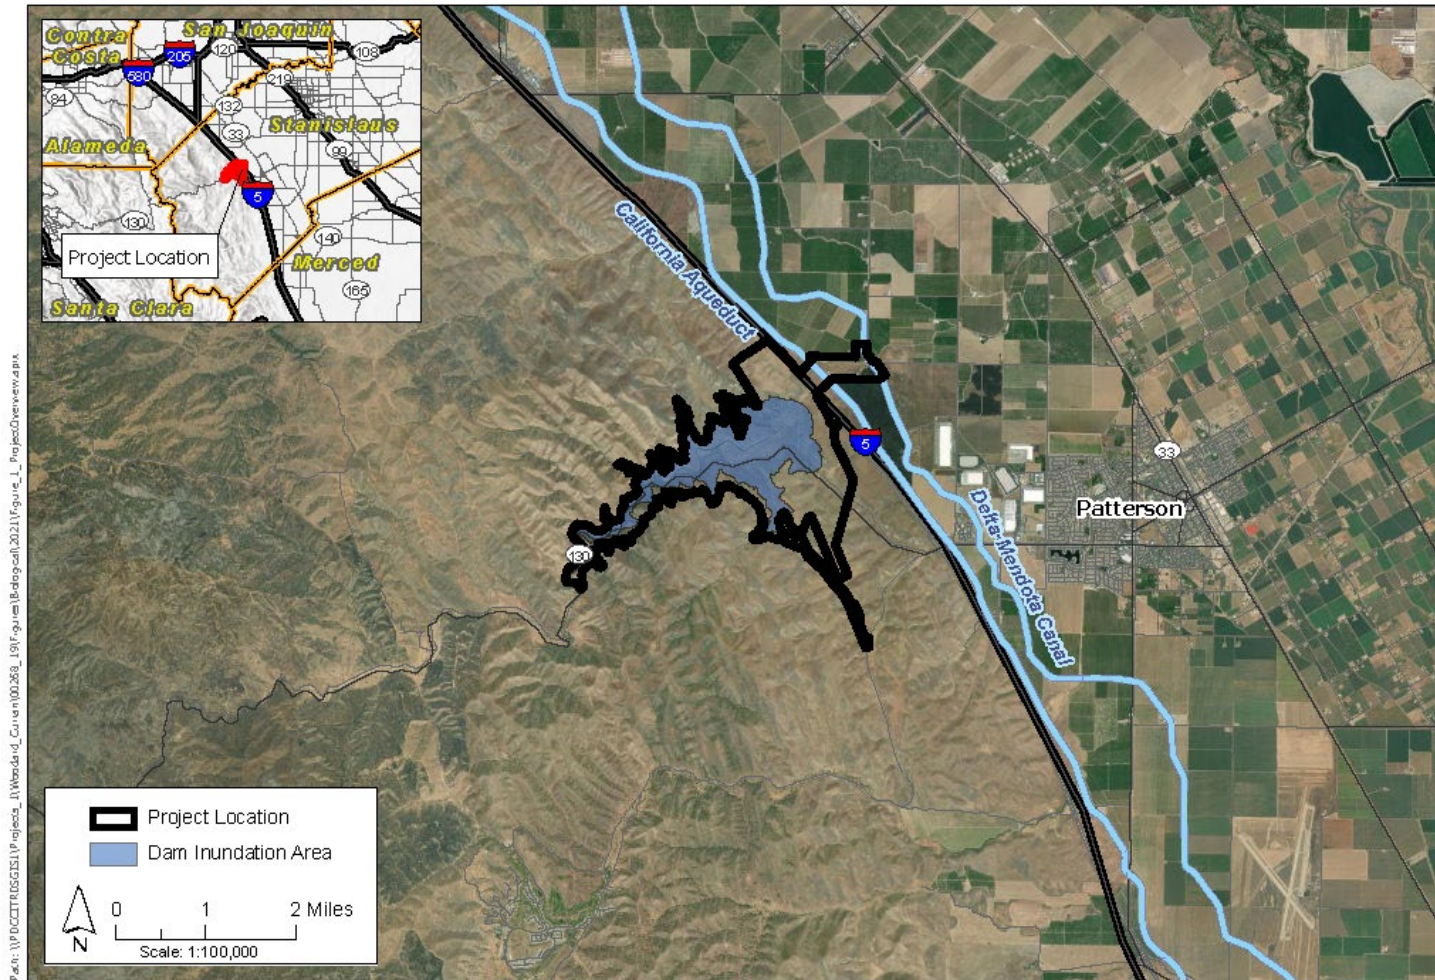 Contra
Costa
San Joaquin
205
120
108
580
219
84
132
33
Stanislaus
Alameda
99
5
130
Project Location
140
Merced
165
Santa Clara
California Aqueduct
5
33
Patterson
Delta-Mendota Canal
130
Project Location
Dam Inundation Area
0 1 2 Miles
N
Scale: 1:100,000